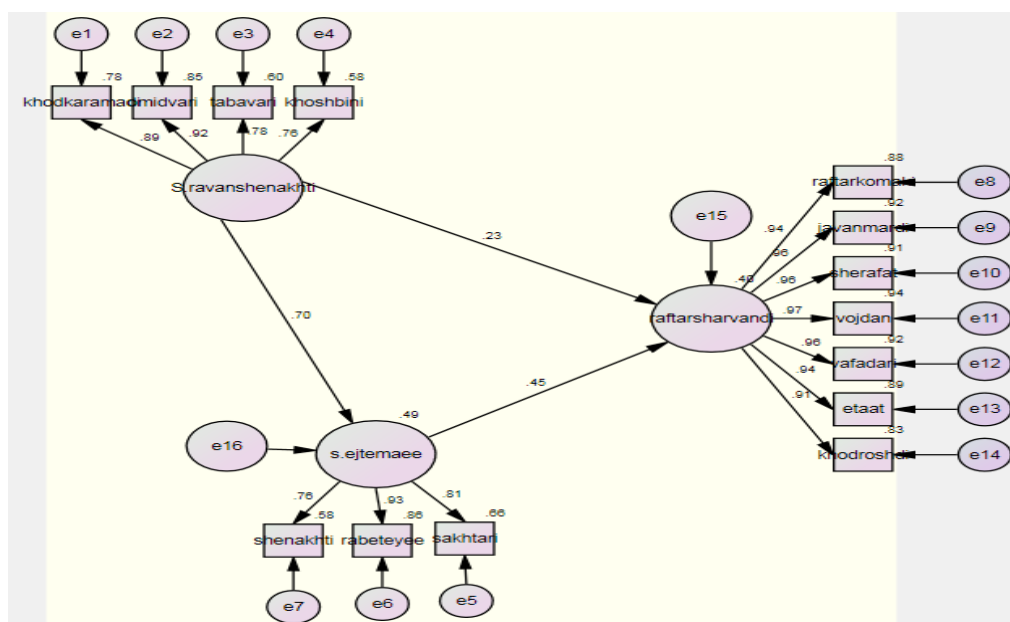 e1
e2
e3
e4
.78
.85
.60
.58
omidvari
tabavari
khoshbini
.89
.92
.78
.76
S.ravanshenakhti
.23
.70
e15
.88
e8
.94
.92
javanmardi
e9
.96
.91
sherafat
e10
.96
.94
raftarsharvandi
.97
vojdan
e11
.96
.92
vafadari
e12
.94
.89
etaat
e13
.91
.83
khodroshdi
e14
.45
.49
e16
s.ejtemaee
.76
.93
.81
.58
.86
.66
shenakhti
rabeteyee
sakhtari
e7
e6
e5